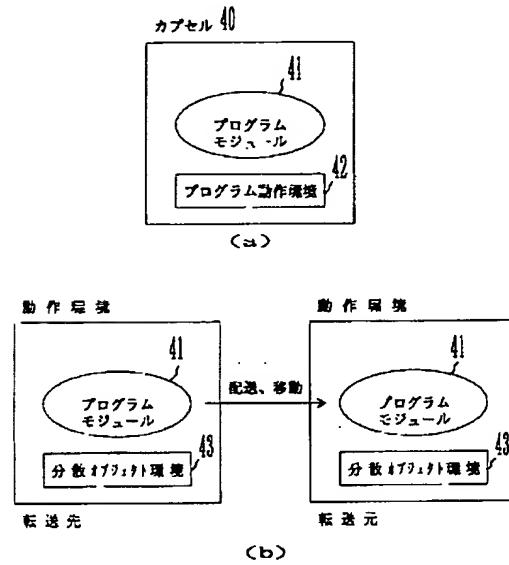 カプセル 40
41
プログラム
モジュール
42
プログラム動作環境
(a)
動作環境
動作環境
41
41
プログラム
モジュール
配送、移動
プログラム
モジュール
43
43
分散オブジェクト環境
分散オブジェクト環境
転送先
転送元
(b)